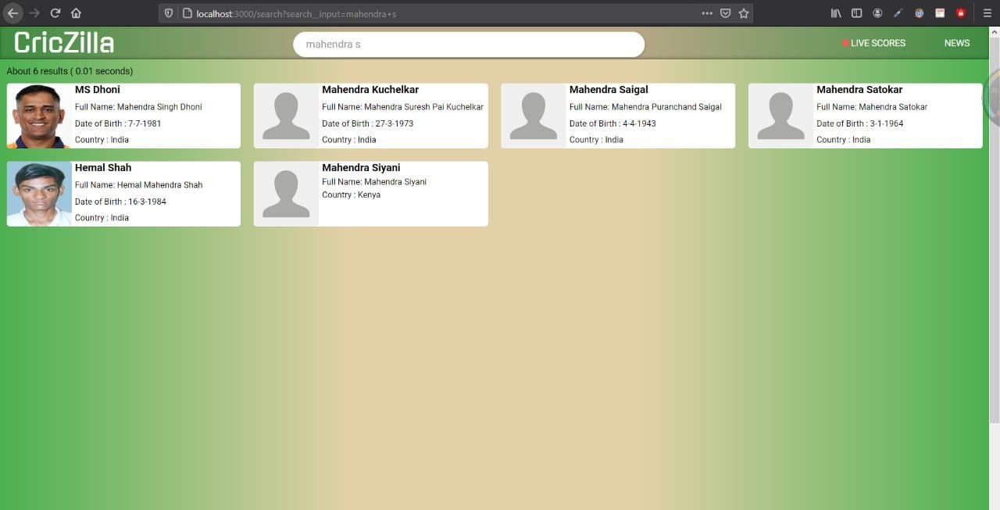 localhost:3000/search?search_input=mahendra+s
CricZilla
mahendra s
LIVE SCORES
NEWS
About 6 results ( 0.01 seconds)
MS Dhoni
Full Name: Mahendra Singh Dhoni
Date of Birth : 7-7-1981
Country : India
Mahendra Kuchelkar
Full Name: Mahendra Suresh Pai Kuchelkar
Date of Birth : 27-3-1973
Country : India
Mahendra Saigal
Full Name: Mahendra Puranchand Saigal
Date of Birth : 4-4-1943
Country : India
Mahendra Satokar
Full Name: Mahendra Satokar
Date of Birth : 3-1-1964
Country : India
Hemal Shah
Full Name: Hemal Mahendra Shah
Date of Birth : 16-3-1984
Country : India
Mahendra Siyani
Full Name: Mahendra Siyani
Country : Kenya